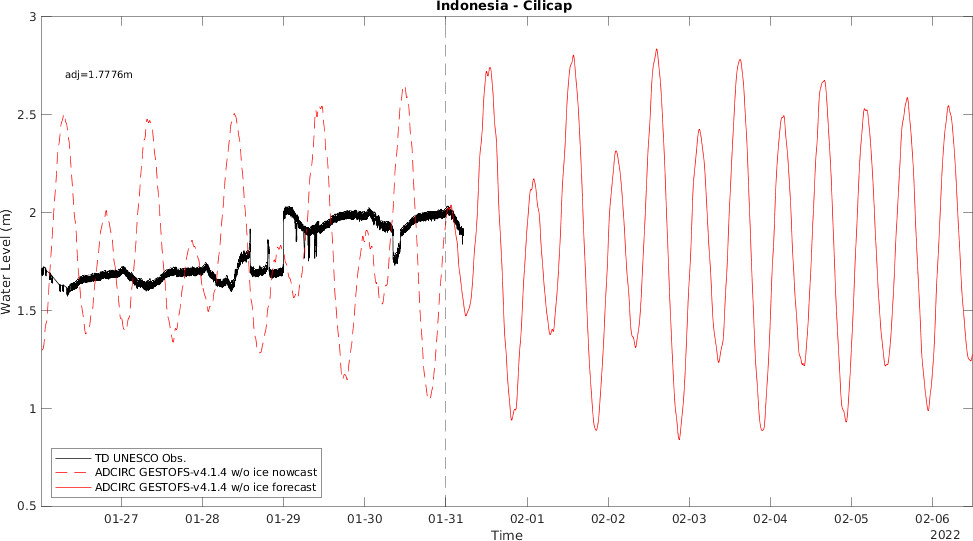 Indonesia - Cilicap
3
2.5
2
1.5
1
0.5
Water Level (m)
adj=1.7776m
TD UNESCO Obs.
ADCIRC GESTOFS-v4.1.4 w/o ice nowcast
ADCIRC GESTOFS-v4.1.4 w/o ice forecast
01-27 01-28 01-29 01-30 01-31 02-01 02-02 02-03 02-04 02-05 02-06
2022
Time